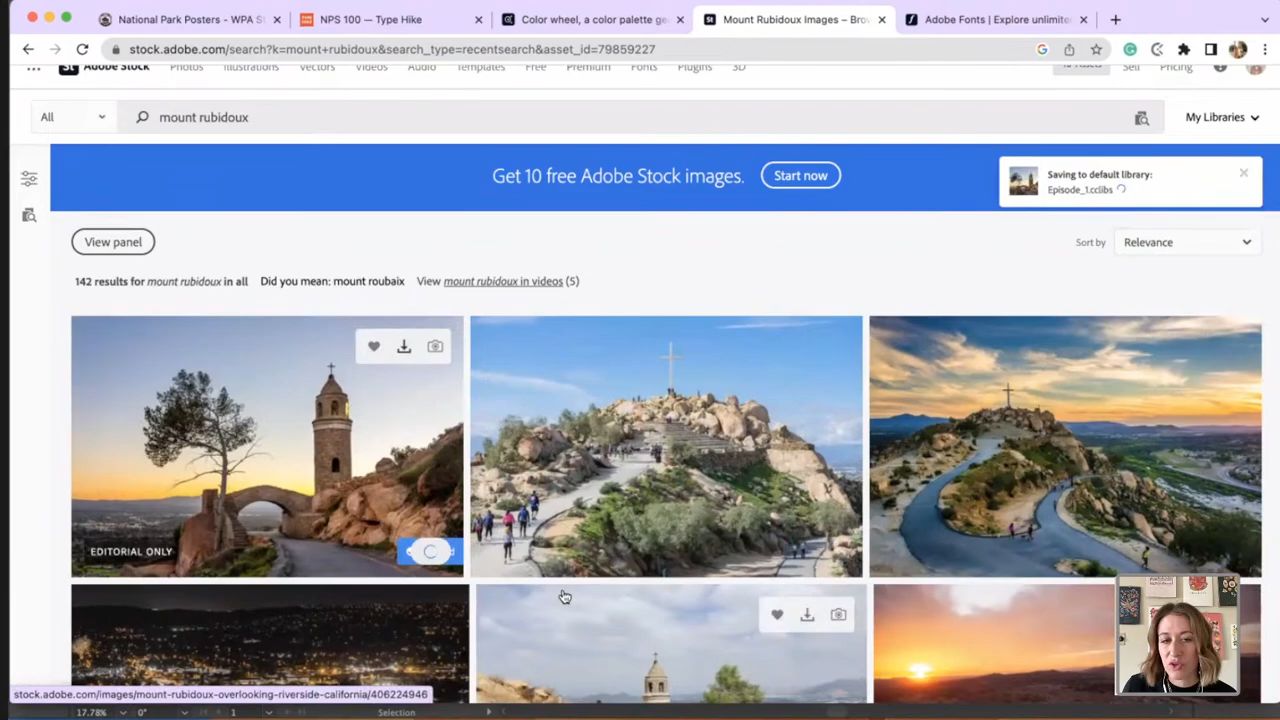 National Park Posters - WPA S
NPS 100 — Type Hike
Color wheel, a color palette ge
Mount Rubidoux Images – Brow
Adobe Fonts | Explore unlimite
stock.adobe.com/search?k=mount+rubidoux&search_type=recentsearch&asset_id=79859227
St Adobe Stock Photos Illustrations Vectors Videos Audio Templates Free Premium Fonts Plugins 3D Sell Pricing
All mount rubidoux My Libraries
Get 10 free Adobe Stock images. Start now
Saving to default library:
Episode_1.cclibs
View panel Sort by Relevance
142 results for mount rubidoux in all Did you mean: mount roubaix View mount rubidoux in videos (5)
EDITORIAL ONLY
stock.adobe.com/images/mount-rubidoux-overlooking-riverside-california/406224946
17.78% 0° 1 Selection